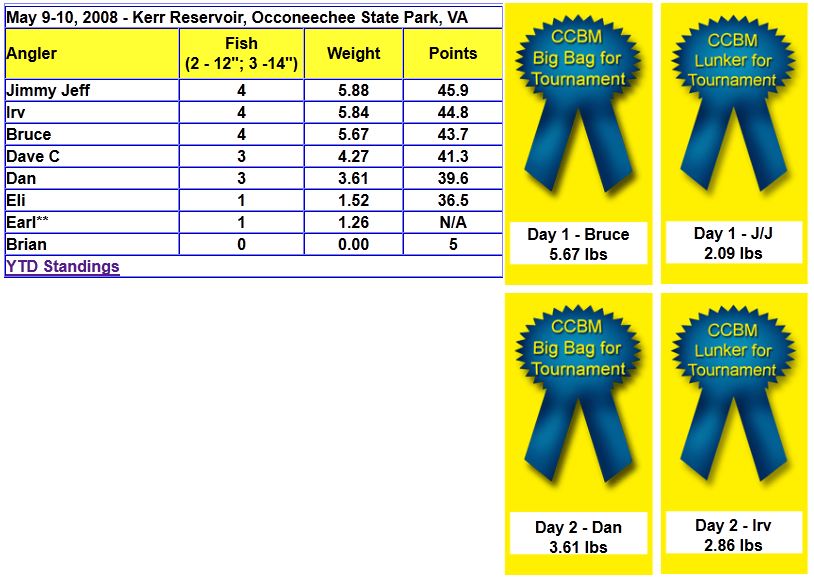 May 9-10, 2008 - Kerr Reservoir, Occoneechee State Park, VA
Angler Fish (2 - 12"; 3 -14") Weight Points
Jimmy Jeff 4 5.88 45.9
Irv 4 5.84 44.8
Bruce 4 5.67 43.7
Dave C 3 4.27 41.3
Dan 3 3.61 39.6
Eli 1 1.52 36.5
Earl** 1 1.26 N/A
Brian 0 0.00 5
YTD Standings
CCBM
Big Bag for
Tournament
Day 1 - Bruce
5.67 lbs
CCBM
Lunker for
Tournament
Day 1 - J/J
2.09 lbs
CCBM
Big Bag for
Tournament
Day 2 - Dan
3.61 lbs
CCBM
Lunker for
Tournament
Day 2 - Irv
2.86 lbs